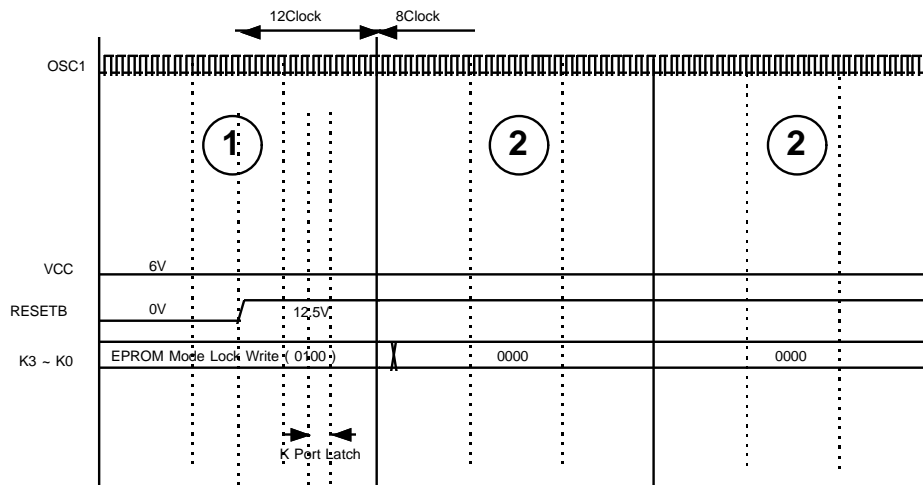 12Clock 8Clock
OSC1
1 2 2
VCC 6V
RESETB 0V 12.5V
K3 ~ K0 EPROM Mode Lock Write ( 0100 ) 0000 0000
K Port Latch